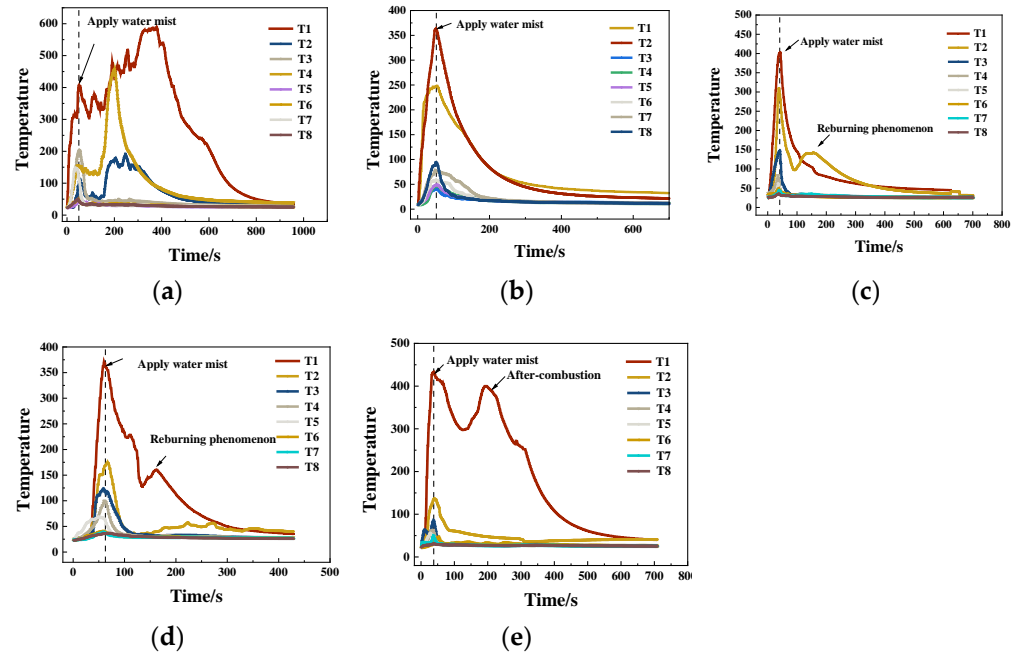 Apply water mist
T1
T2
T3
T4
T5
T6
T7
T8
Temperature
600
500
400
300
200
100
0
0 200 400 600 800 1000
Time/s
(a)
Apply water mist
T1
T2
T3
T4
T5
T6
T7
T8
Temperature
400
350
300
250
200
150
100
50
0
0 200 400 600
Time/s
(b)
Apply water mist
Reburning phenomenon
T1
T2
T3
T4
T5
T6
T7
T8
Temperature
500
450
400
350
300
250
200
150
100
50
0
0 100 200 300 400 500 600 700 800
Time/s
(c)
Apply water mist
Reburning phenomenon
T1
T2
T3
T4
T5
T6
T7
T8
Temperature
400
350
300
250
200
150
100
50
0
0 100 200 300 400 500
Time/s
(d)
Apply water mist
After-combustion
T1
T2
T3
T4
T5
T6
T7
T8
Temperature
500
400
300
200
100
0
0 100 200 300 400 500 600 700 800
Time/s
(e)